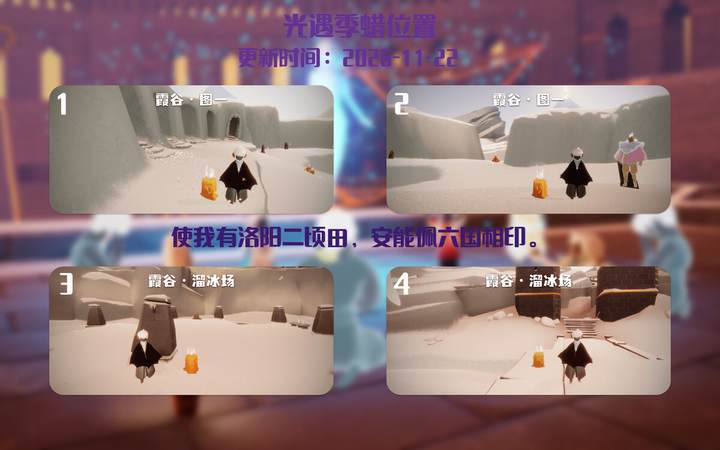 光遇季蜡位置
更新时间：2025-11-22
1
霞谷·图一
2
霞谷·图一
使我有洛阳二顷田，安能佩六国相印。
3
霞谷·溜冰场
4
霞谷·溜冰场